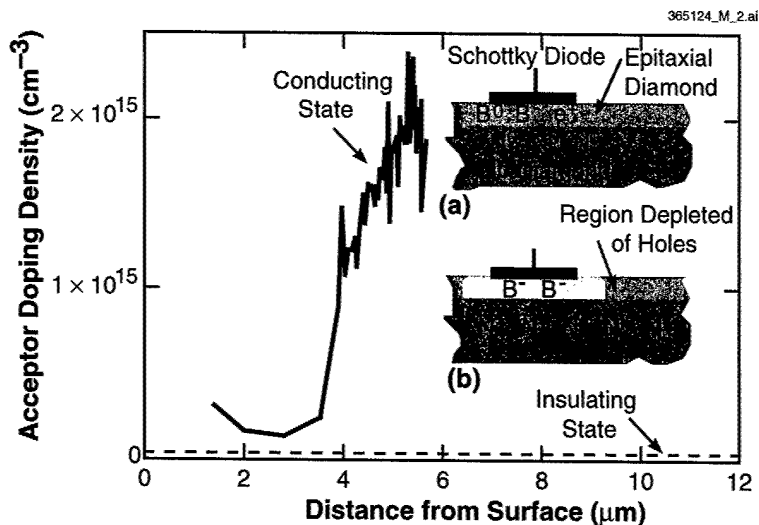 365124_M_2.ai
Acceptor Doping Density (cm⁻³)
2 × 10¹⁵
1 × 10¹⁵
0
Conducting
State
Schottky Diode
Epitaxial
Diamond
(a)
Region Depleted
of Holes
B⁻ B⁻
(b)
Insulating
State
0 2 4 6 8 10 12
Distance from Surface (μm)